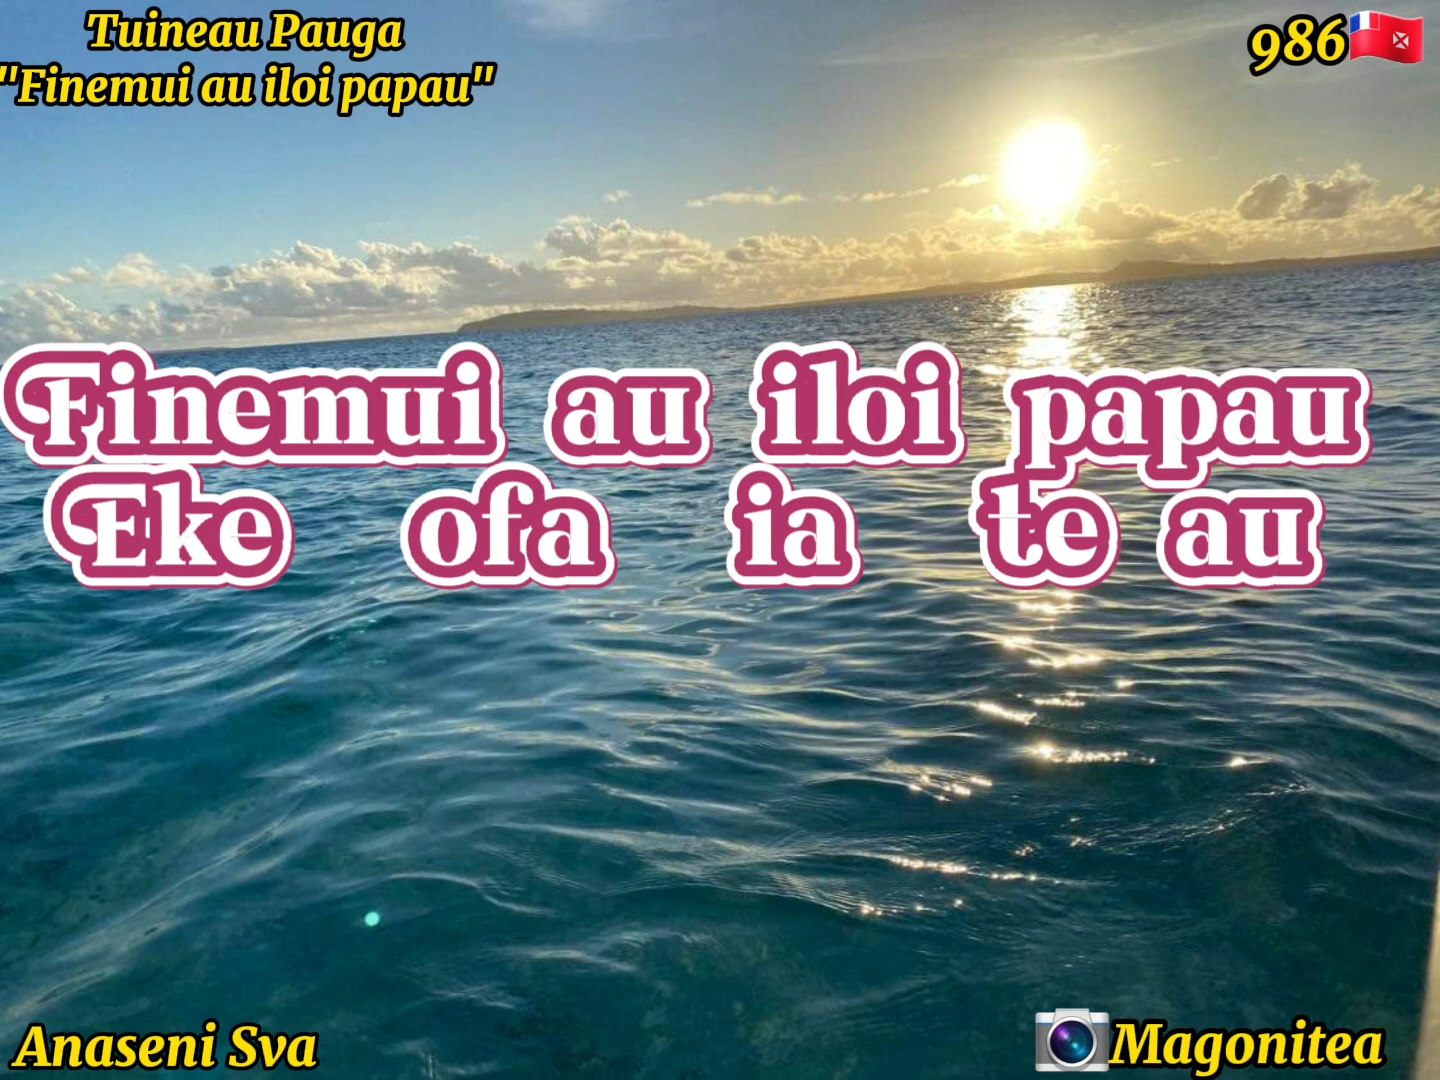 Tuineau Pauga
"Finemui au iloi papau"
986🇼🇫
Finemui au iloi papau
Eke ofa ia te au
Anaseni Sva
📷Magonitea